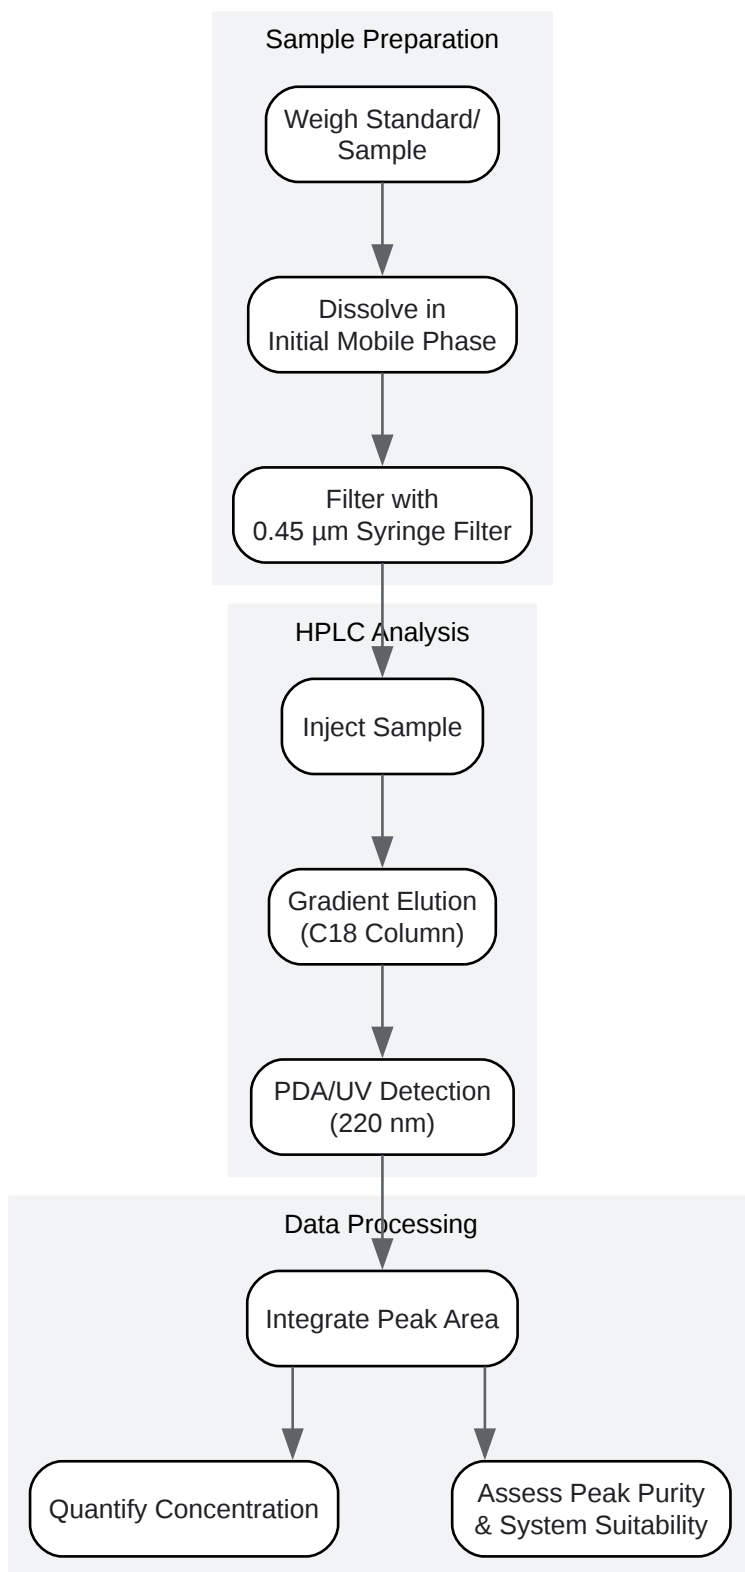 Sample Preparation
Weigh Standard/
Sample
Dissolve in
Initial Mobile Phase
Filter with
0.45 µm Syringe Filter
HPLC Analysis
Inject Sample
Gradient Elution
(C18 Column)
PDA/UV Detection
(220 nm)
Data Processing
Integrate Peak Area
Quantify Concentration
Assess Peak Purity
& System Suitability